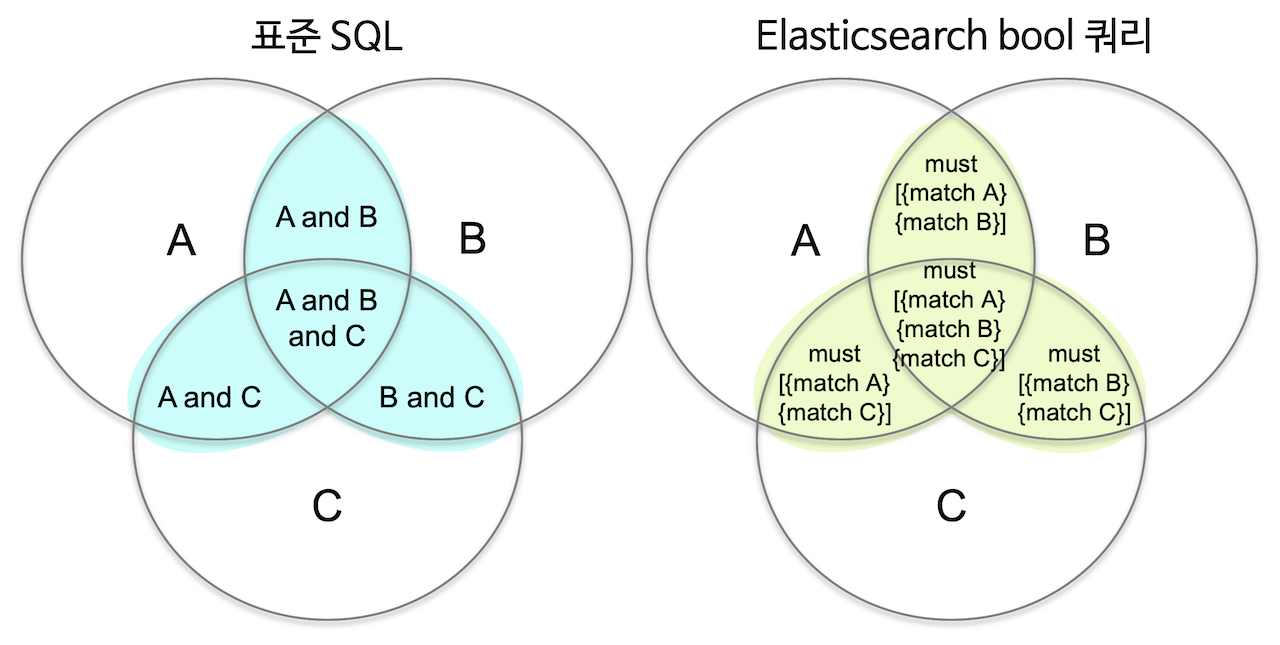 표준 SQL
A
B
A and B
A and B
and C
A and C
B and C
C
Elasticsearch bool 쿼리
A
B
must
[{match A}
{match B}]
must
[{match A}
{match B}
{match C}]
must
[{match A}
{match C}]
must
[{match B}
{match C}]
C